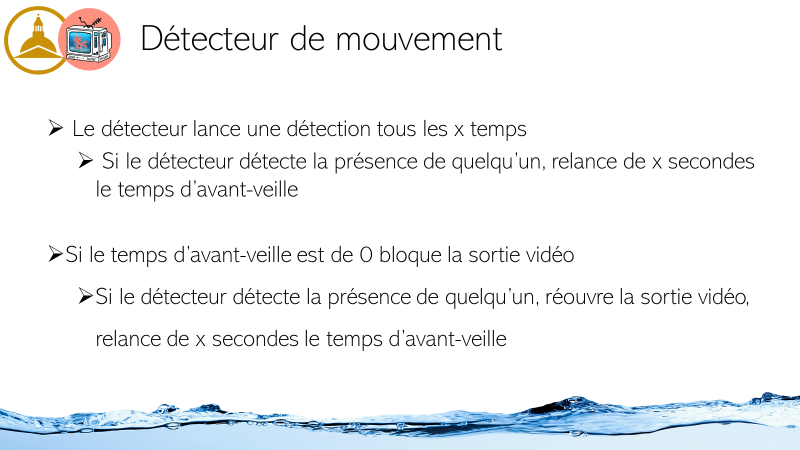 Détecteur de mouvement
➢ Le détecteur lance une détection tous les x temps
➢ Si le détecteur détecte la présence de quelqu'un, relance de x secondes
le temps d'avant-veille
➢Si le temps d'avant-veille est de 0 bloque la sortie vidéo
➢Si le détecteur détecte la présence de quelqu'un, réouvre la sortie vidéo,
relance de x secondes le temps d'avant-veille